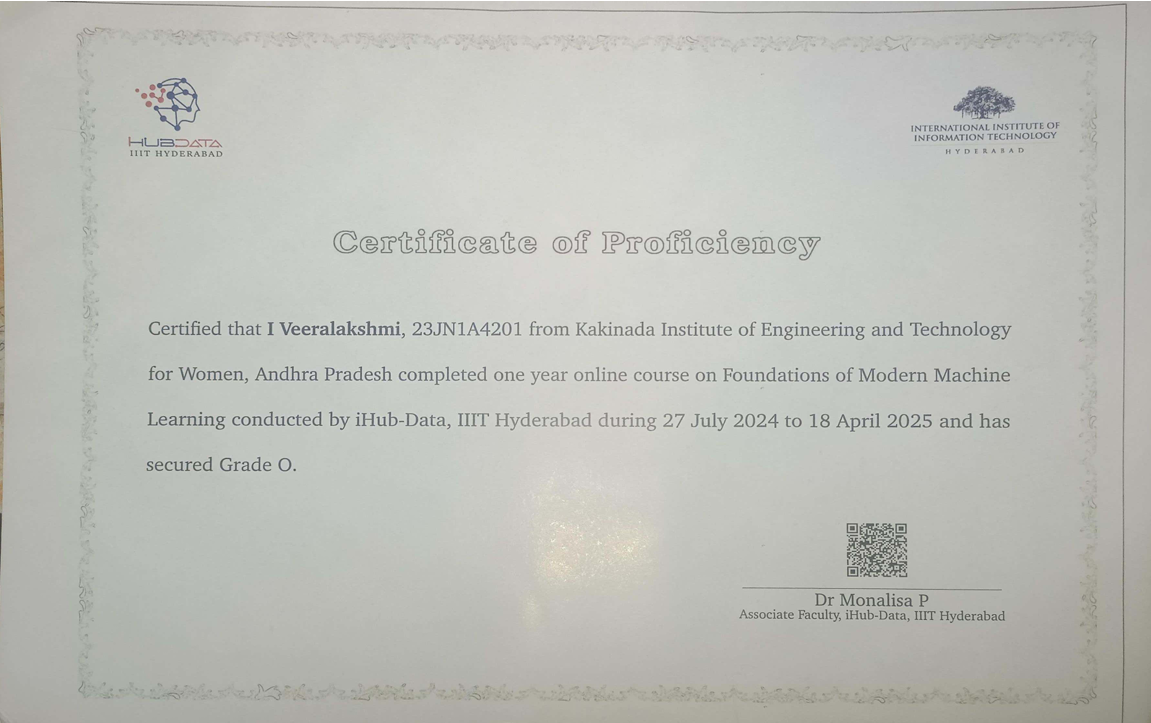 HUBDATA
IIIT HYDERABAD
INTERNATIONAL INSTITUTE OF
INFORMATION TECHNOLOGY
HYDERABAD
Certificate of Proficiency
Certified that I Veeralakshmi, 23JN1A4201 from Kakinada Institute of Engineering and Technology
for Women, Andhra Pradesh completed one year online course on Foundations of Modern Machine
Learning conducted by iHub-Data, IIIT Hyderabad during 27 July 2024 to 18 April 2025 and has
secured Grade O.
Dr Monalisa P
Associate Faculty, iHub-Data, IIIT Hyderabad